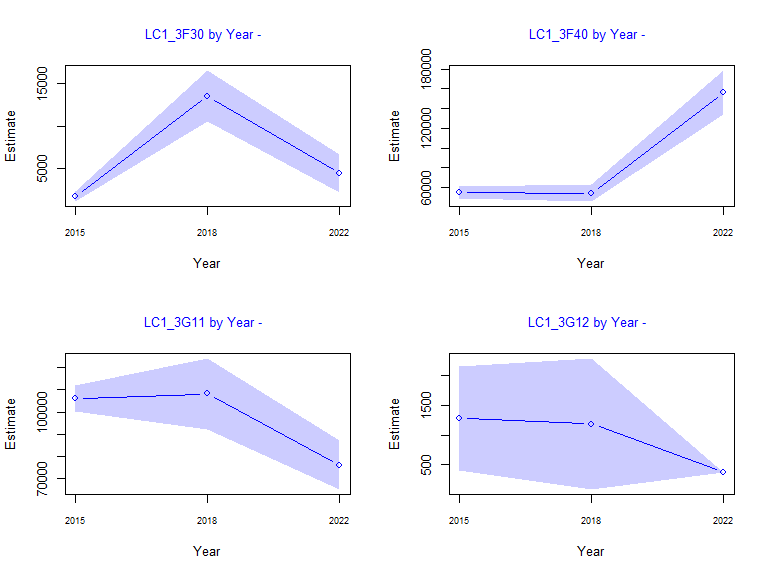 LC1_3F30 by Year -
Estimate
15000
5000
2015
2018
2022
Year
LC1_3F40 by Year -
Estimate
180000
120000
60000
2015
2018
2022
Year
LC1_3G11 by Year -
Estimate
100000
70000
2015
2018
2022
Year
LC1_3G12 by Year -
Estimate
1500
500
2015
2018
2022
Year